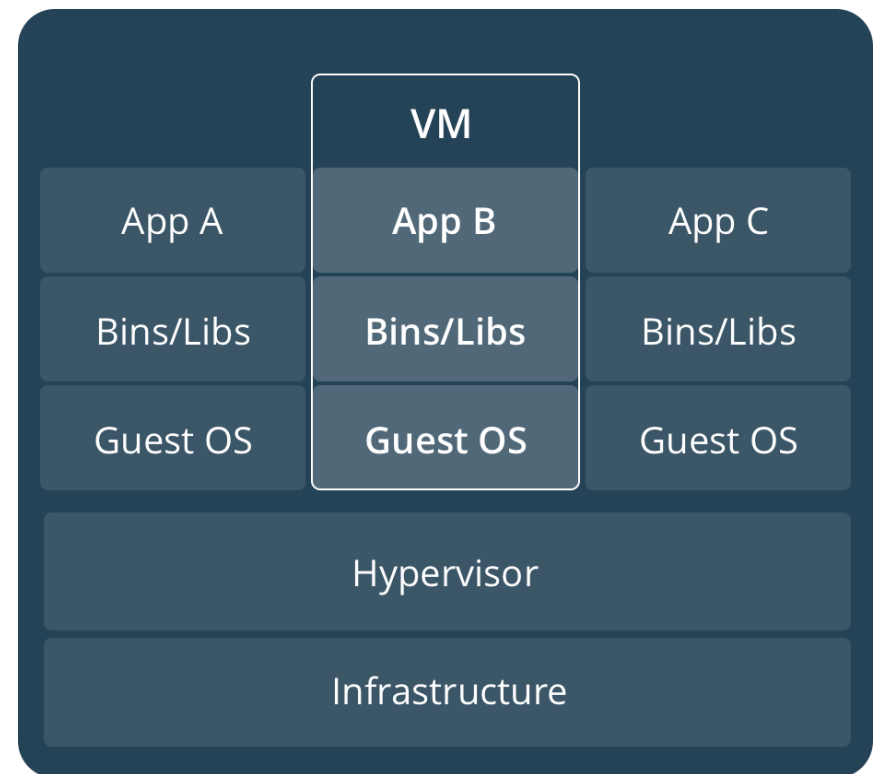 VM
App A
App B
App C
Bins/Libs
Bins/Libs
Bins/Libs
Guest OS
Guest OS
Guest OS
Hypervisor
Infrastructure